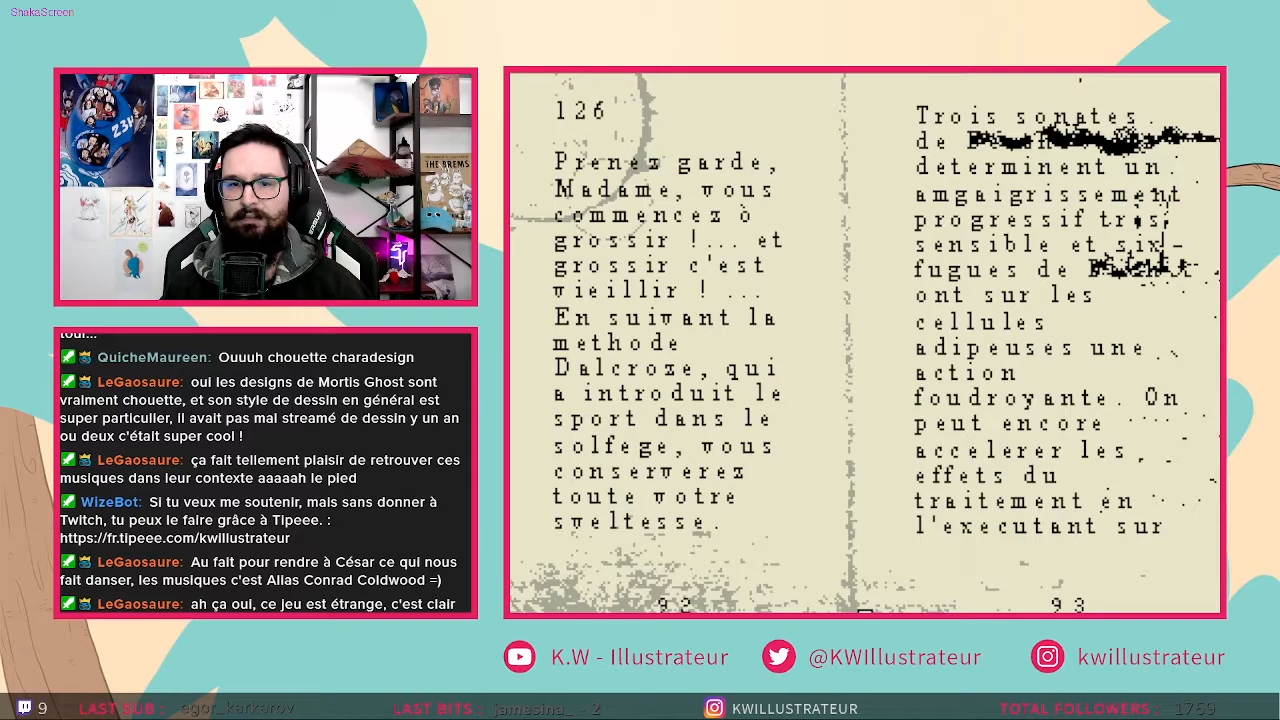 ShakaScreen
Z3N
THE BREMS
126
Prenez garde,
Madame, vous
commencez ò
grossir !... et
grossir c'est
vieillir ! ...
En suivant la
methode
Dalcroze, qui
a introduit le
sport dans le
solfege, vous
conserverez
toute votre
sveltesse.
92
Trois sonates
de
determinent un
amgaigrissement
progressif tres
sensible et six
fugues de
ont sur les
cellules
adipeuses une
action
foudroyante. On
peut encore
accelerer les
effets du
traitement en
l'executant sur
93
toul...
QuicheMaureen: Ouuuh chouette charadesign
LeGaosaure: oui les designs de Mortis Ghost sont
vraiment chouette, et son style de dessin en général est
super particulier, il avait pas mal streamé de dessin y un an
ou deux c'était super cool !
LeGaosaure: ça fait tellement plaisir de retrouver ces
musiques dans leur contexte aaaaah le pied
WizeBot: Si tu veux me soutenir, mais sans donner à
Twitch, tu peux le faire grâce à Tipeee. :
https://fr.tipeee.com/kwillustrateur
LeGaosaure: Au fait pour rendre à César ce qui nous
fait danser, les musiques c'est Alias Conrad Coldwood =)
LeGaosaure: ah ça oui, ce jeu est étrange, c'est clair
K.W - Illustrateur
@KWIllustrateur
kwillustrateur
9
LAST SUB : egor_karkarov
LAST BITS : jamesina_ - 2
KWILLUSTRATEUR
TOTAL FOLLOWERS : 1759